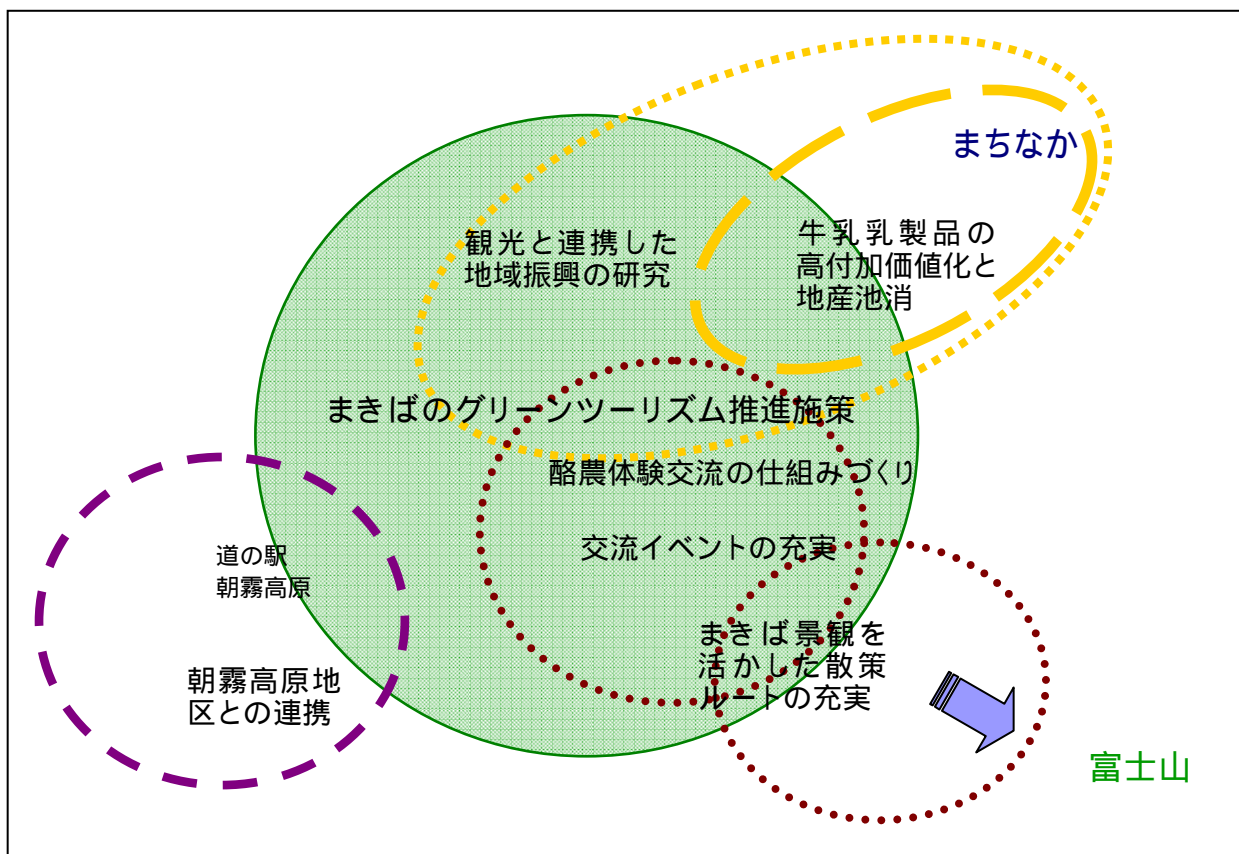 まちなか
牛乳乳製品の
高付加価値化と
地産池消
観光と連携した
地域振興の研究
まきばのグリーンツーリズム推進施策
酪農体験交流の仕組みづくり
交流イベントの充実
道の駅
朝霧高原
まきば景観を
活かした散策
ルートの充実
朝霧高原地
区との連携
富士山